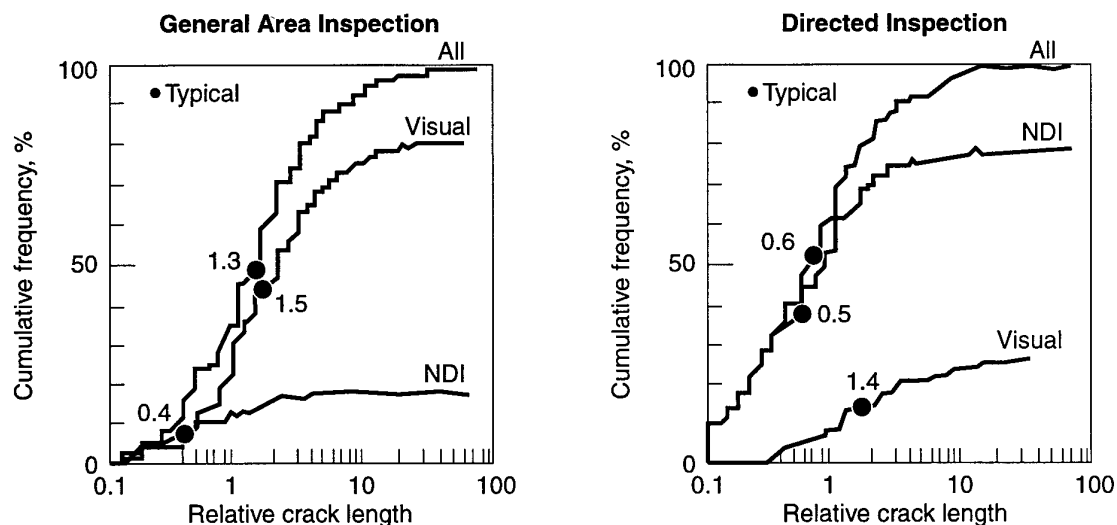 General Area Inspection
All
100
Typical
Visual
Cumulative frequency, %
50
1.3
1.5
0.4
NDI
0
0.1
1
10
100
Relative crack length
Directed Inspection
All
100
Typical
NDI
Cumulative frequency, %
0.6
50
0.5
Visual
1.4
0
0.1
1
10
100
Relative crack length